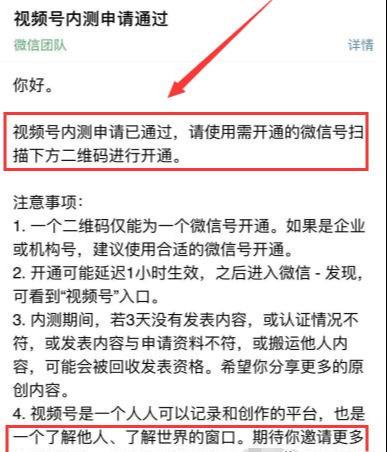 视频号内测申请通过
微信团队 详情
你好。
视频号内测申请已通过，请使用需开通的微信号扫
描下方二维码进行开通。
注意事项：
1. 一个二维码仅能为一个微信号开通。如果是企业
或机构号，建议使用合适的微信号开通。
2. 开通可能延迟1小时生效，之后进入微信 - 发现，
可看到“视频号”入口。
3. 内测期间，若3天没有发表内容，或认证情况不
符，或发表内容与申请资料不符，或搬运他人内
容，可能会被回收发表资格。希望你分享更多的原
创内容。
4. 视频号是一个人人可以记录和创作的平台，也是
一个了解他人、了解世界的窗口。期待你邀请更多